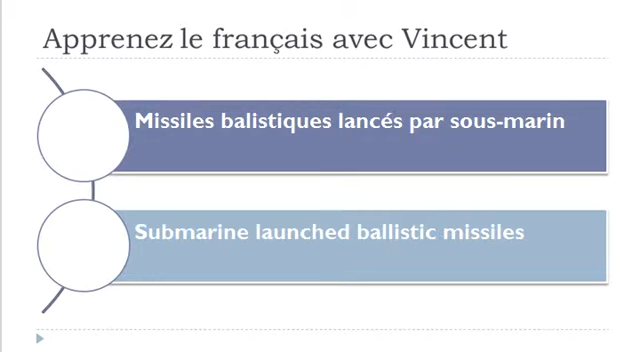 Apprenez le français avec Vincent
Missiles balistiques lancés par sous-marin
Submarine launched ballistic missiles